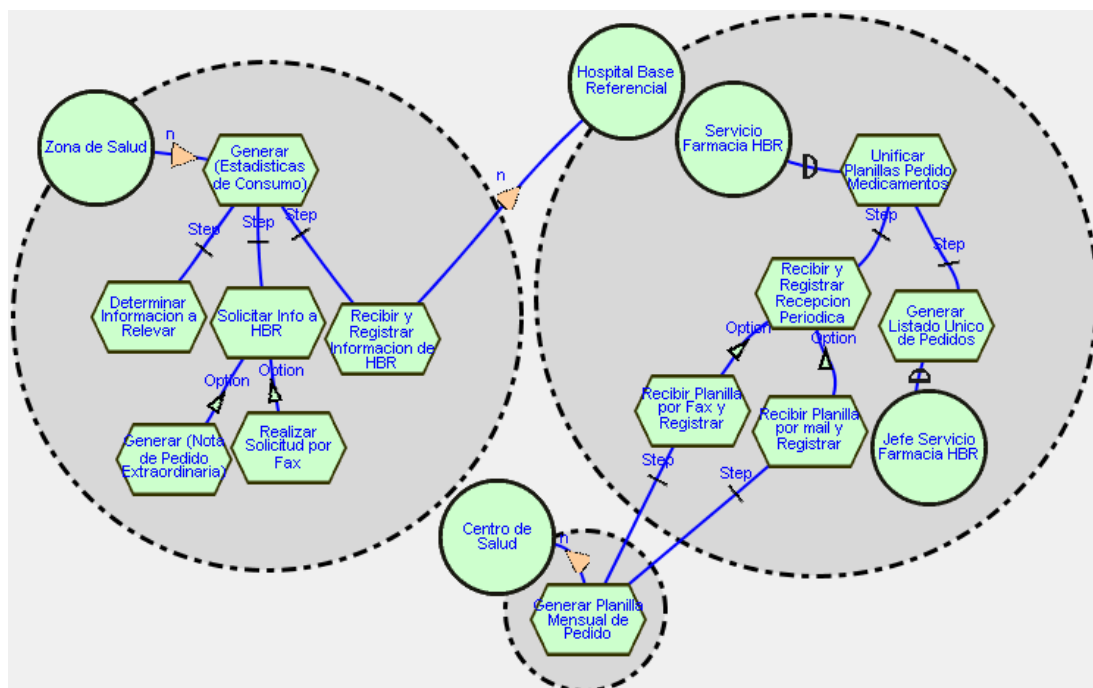 Hospital Base
Referencial
Servicio
Farmacia HBR
n
Zona de Salud
Generar
(Estadisticas
de Consumo)
Unificar
Planillas Pedido
Medicamentos
n
Step
Step
Step
Step
Step
Determinar
Informacion a
Relevar
Solicitar Info a
HBR
Recibir y
Registrar
Informacion de
HBR
Recibir y
Registrar
Recepcion
Periodica
Generar
Listado Unico
de Pedidos
Option
Option
Option
Option
Generar (Nota
de Pedido
Extraordinaria)
Realizar
Solicitud por
Fax
Recibir Planilla
por Fax y
Registrar
Recibir Planilla
por mail y
Registrar
Jefe Servicio
Farmacia HBR
Step
Step
Centro de
Salud
n
Generar Planilla
Mensual de
Pedido